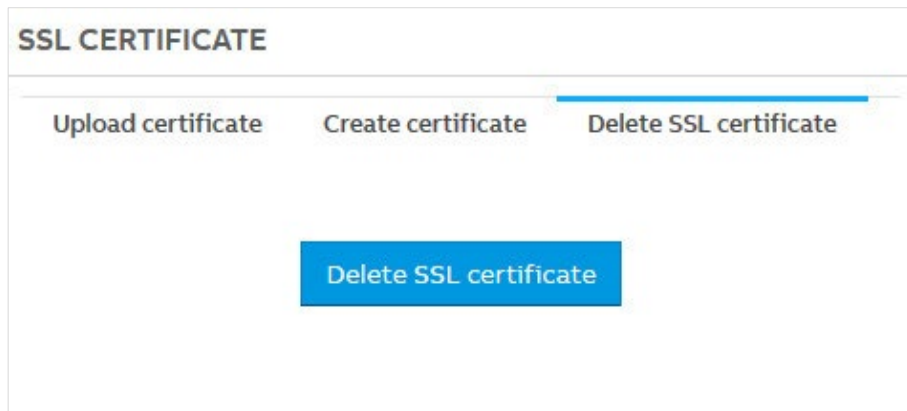 SSL CERTIFICATE
Upload certificate Create certificate Delete SSL certificate
Delete SSL certificate